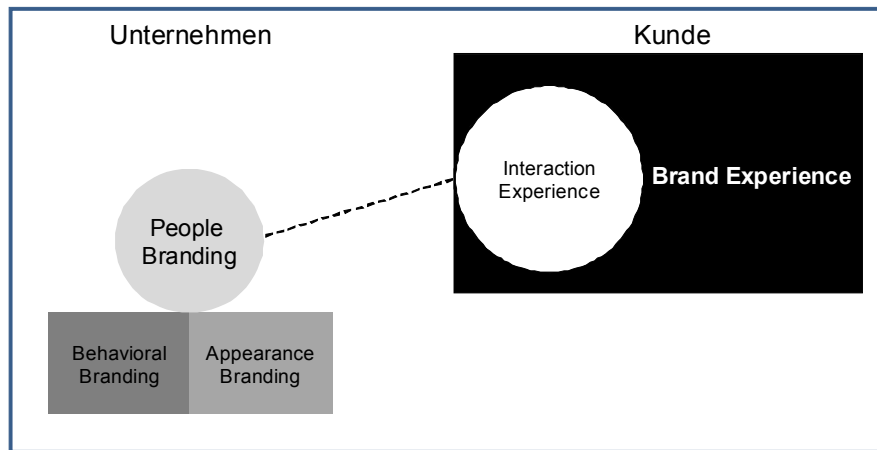 Unternehmen
Kunde
Interaction
Experience
Brand Experience
People
Branding
Behavioral
Branding
Appearance
Branding